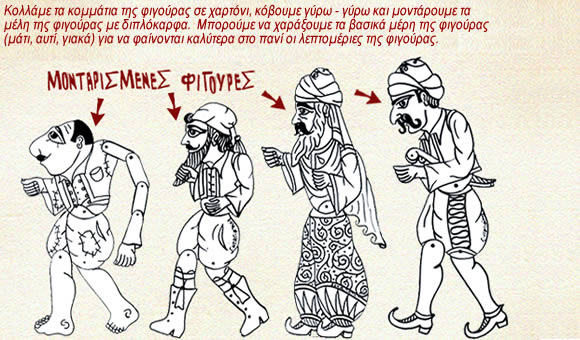 Κολλάμε τα κομμάτια της φιγούρας σε χαρτόνι, κόβουμε γύρω - γύρω και μοντάρουμε τα
μέλη της φιγούρας με διπλόκαρφα. Μπορούμε να χαράξουμε τα βασικά μέρη της φιγούρας
(μάτι, αυτί, γιακά) για να φαίνονται καλύτερα στο πανί οι λεπτομέριες της φιγούρας.
ΜΟΝΤΑΡΙΣΜΕΝΕΣ ΦΙΓΟΥΡΕΣ